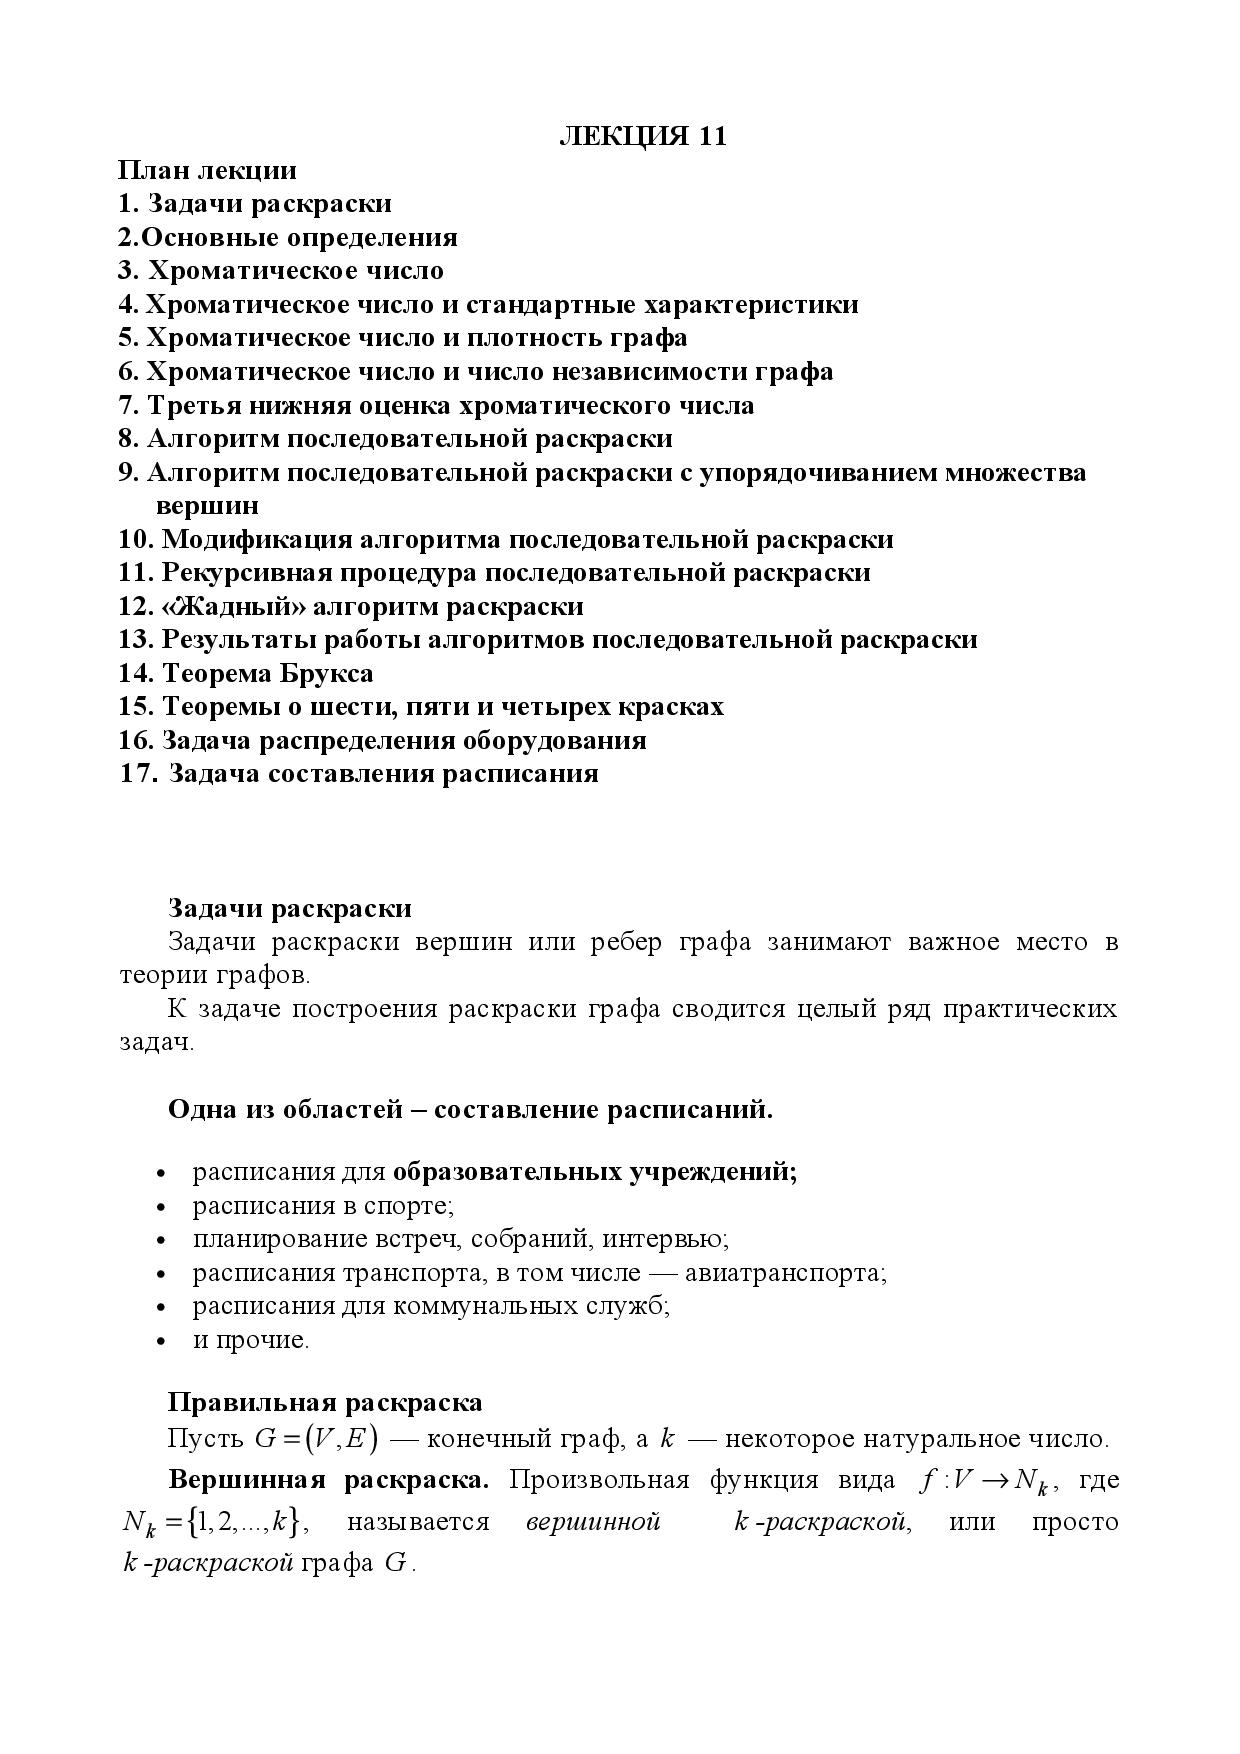 ЛЕКЦИЯ 11
План лекции
1. Задачи раскраски
2.Основные определения
3. Хроматическое число
4. Хроматическое число и стандартные характеристики
5. Хроматическое число и плотность графа
6. Хроматическое число и число независимости графа
7. Третья нижняя оценка хроматического числа
8. Алгоритм последовательной раскраски
9. Алгоритм последовательной раскраски с упорядочиванием множества
вершин
10. Модификация алгоритма последовательной раскраски
11. Рекурсивная процедура последовательной раскраски
12. «Жадный» алгоритм раскраски
13. Результаты работы алгоритмов последовательной раскраски
14. Теорема Брукса
15. Теоремы о шести, пяти и четырех красках
16. Задача распределения оборудования
17. Задача составления расписания
Задачи раскраски
Задачи раскраски вершин или ребер графа занимают важное место в
теории графов.
К задаче построения раскраски графа сводится целый ряд практических
задач.
Одна из областей – составление расписаний.
• расписания для образовательных учреждений;
• расписания в спорте;
• планирование встреч, собраний, интервью;
• расписания транспорта, в том числе — авиатранспорта;
• расписания для коммунальных служб;
• и прочие.
Правильная раскраска
Пусть G = (V, E) — конечный граф, а k — некоторое натуральное число.
Вершинная раскраска. Произвольная функция вида f : V → N_k, где
N_k = {1, 2, ..., k}, называется вершинной k -раскраской, или просто
k -раскраской графа G .